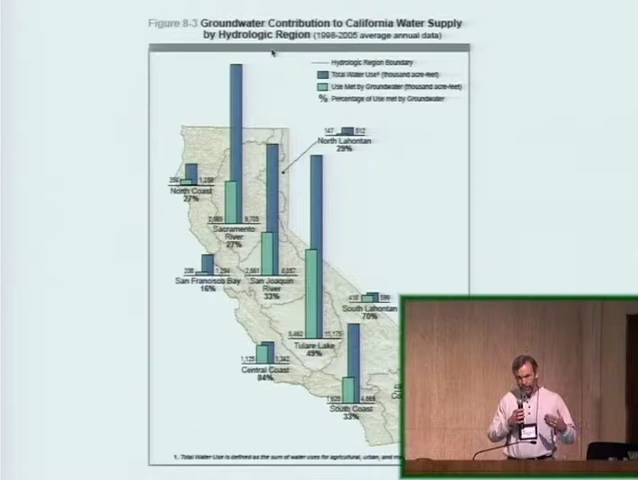 Figure 8-3 Groundwater Contribution to California Water Supply
by Hydrologic Region (1998-2005 average annual data)
Hydrologic Region Boundary
Total Water Use¹ (thousand acre-feet)
Use Met by Groundwater (thousand acre-feet)
% Percentage of Use met by Groundwater
147 512
North Lahontan
29%
North Coast
27%
Sacramento
River
27%
San Francisco Bay
16%
San Joaquin
River
33%
South Lahontan
70%
Tulare Lake
49%
Central Coast
84%
South Coast
33%
1. Total Water Use is defined as the sum of water uses for agricultural, urban, and